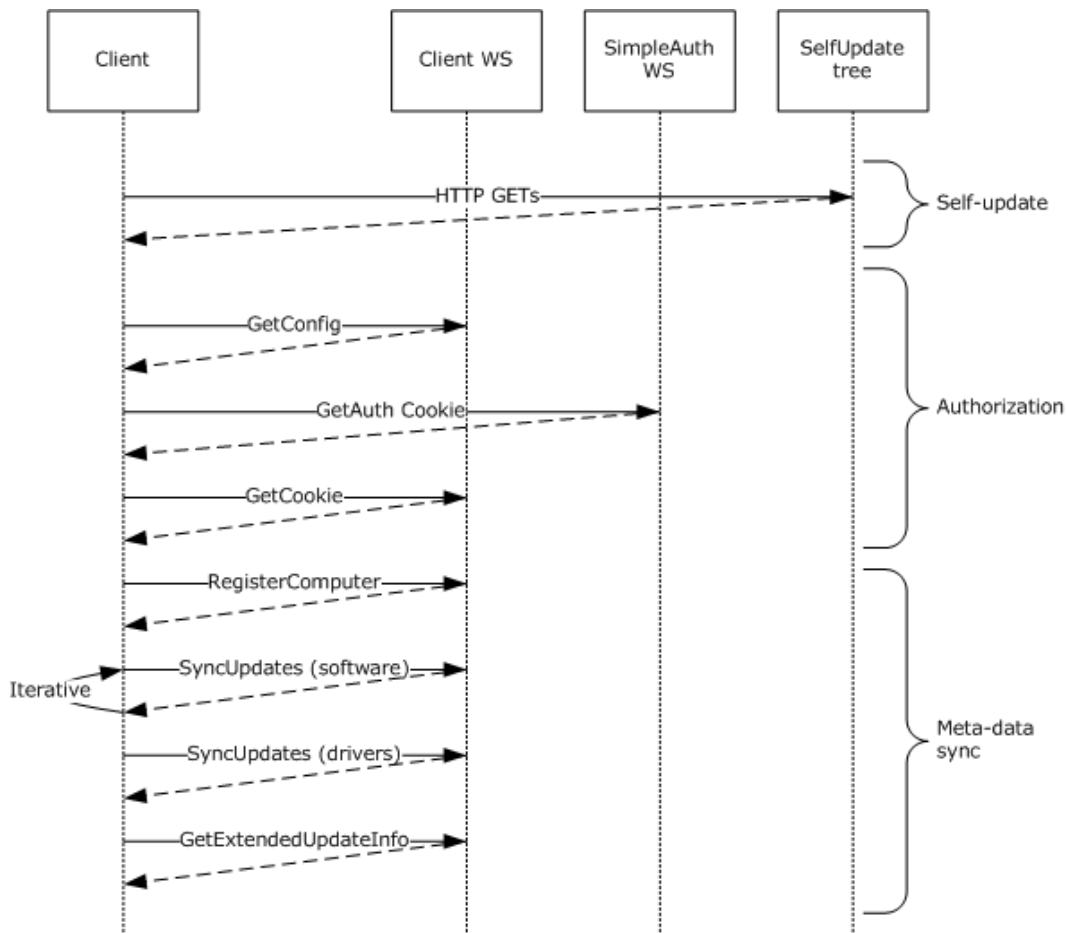 Client
Client WS
SimpleAuth
WS
SelfUpdate
tree
HTTP GETs
Self-update
GetConfig
GetAuth Cookie
Authorization
GetCookie
RegisterComputer
SyncUpdates (software)
Iterative
Meta-data
sync
SyncUpdates (drivers)
GetExtendedUpdateInfo